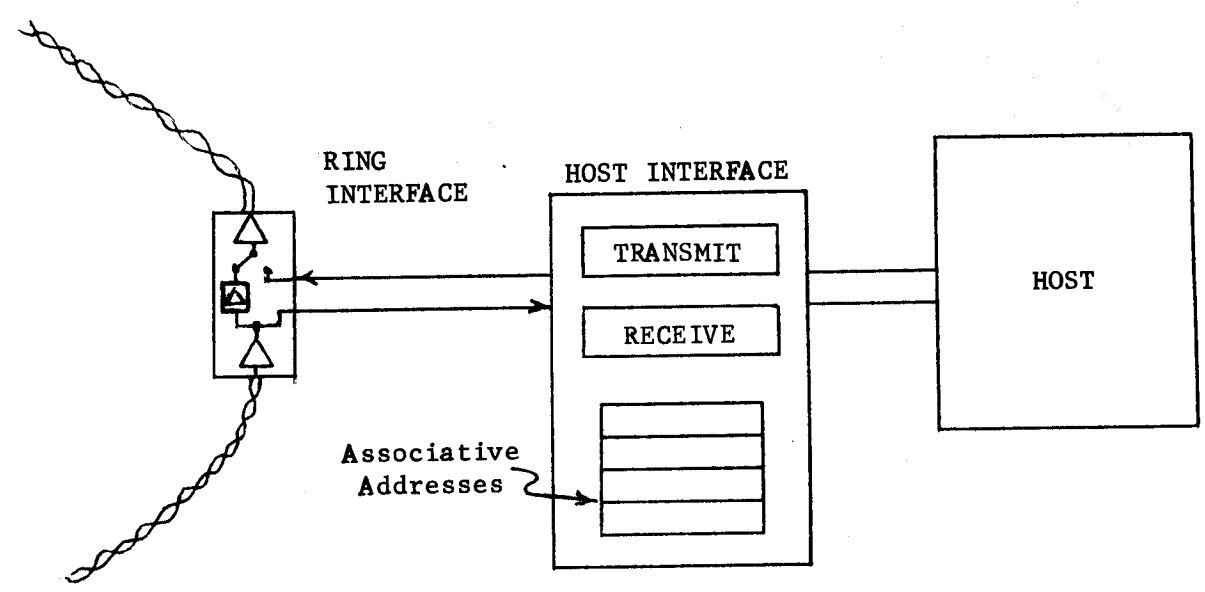 RING
INTERFACE
HOST INTERFACE
TRANSMIT
RECEIVE
HOST
Associative
Addresses